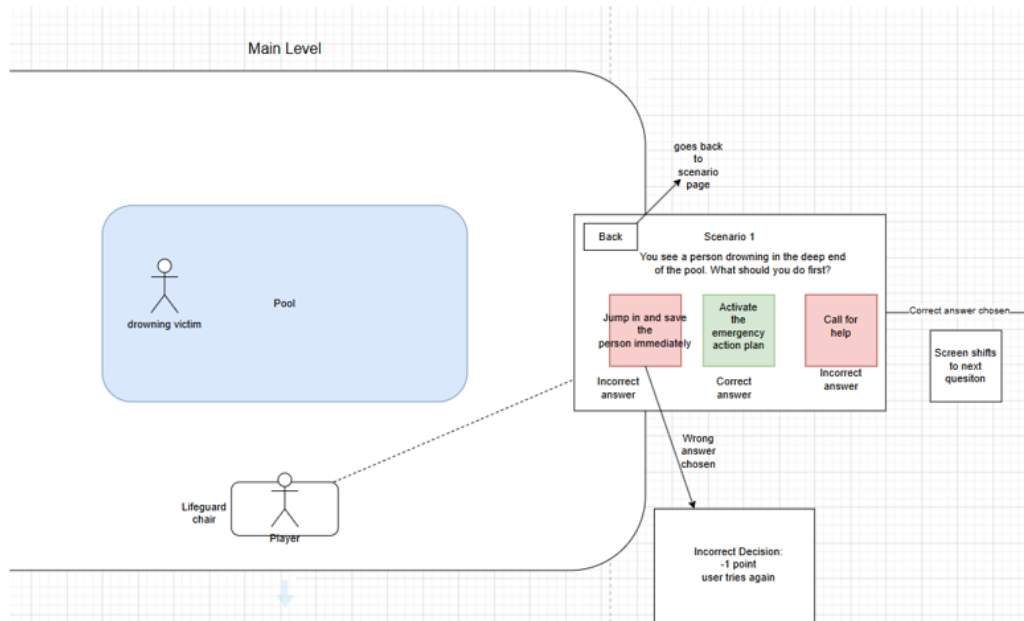 Main Level
goes back
to
scenario
page
Back
Scenario 1
You see a person drowning in the deep end
of the pool. What should you do first?
Jump in and save
the
person immediately
Activate
the
emergency
action plan
Call for
help
Incorrect
answer
Correct
answer
Incorrect
answer
Correct answer chosen
Screen shifts
to next
quesiton
Pool
drowning victim
Wrong
answer
chosen
Lifeguard
chair
Player
Incorrect Decision:
-1 point
user tries again